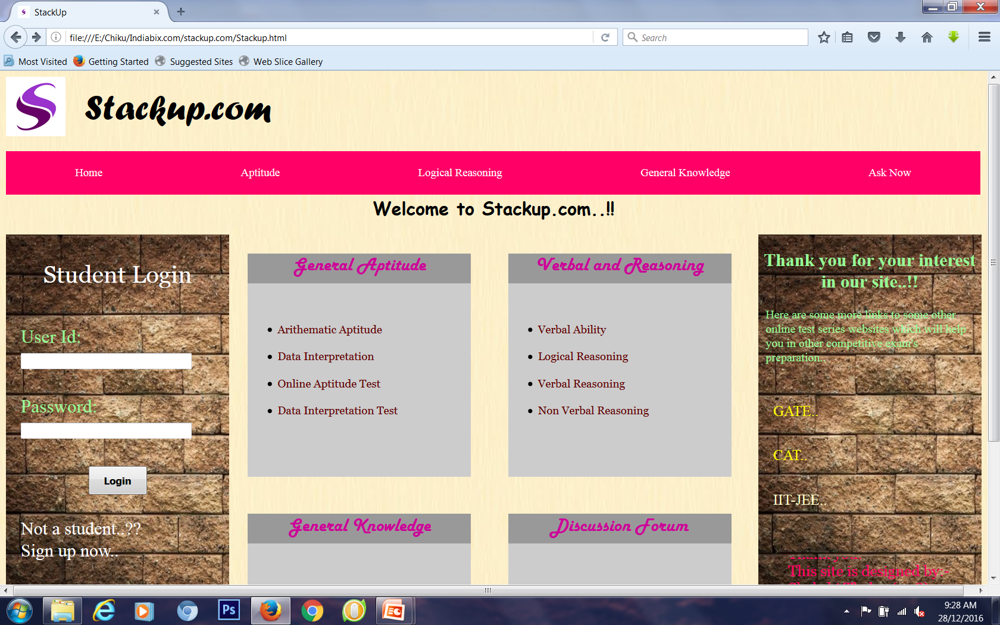 StackUp
file:///E:/Chiku/Indiabix.com/stackup.com/Stackup.html
Search
Most Visited
Getting Started
Suggested Sites
Web Slice Gallery
Stackup.com
Home
Aptitude
Logical Reasoning
General Knowledge
Ask Now
Welcome to Stackup.com..!!
Student Login
User Id:
Password:
Login
Not a student..??
Sign up now..
General Aptitude
Arithematic Aptitude
Data Interpretation
Online Aptitude Test
Data Interpretation Test
Verbal and Reasoning
Verbal Ability
Logical Reasoning
Verbal Reasoning
Non Verbal Reasoning
General Knowledge
Discussion Forum
Thank you for your interest
in our site..!!
Here are some more links to some other
online test series websites which will help
you in other competitive exam's
preparation..
GATE..
CAT..
IIT-JEE..
This site is designed by:-
Ps
9:28 AM
28/12/2016